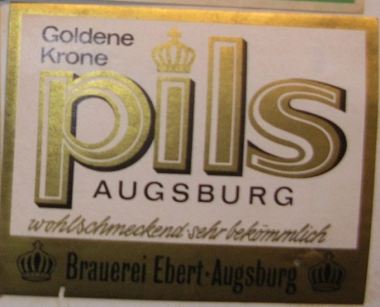 Goldene
Krone
pils
AUGSBURG
wohlschmeckend sehr bekömmlich
Brauerei Ebert·Augsburg